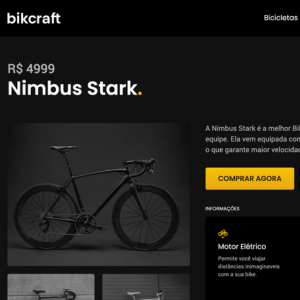 bikcraft
Bicicletas
R$ 4999
Nimbus Stark.
A Nimbus Stark é a melhor Bi
equipe. Ela vem equipada con
o que garante maior velocidad
COMPRAR AGORA
INFORMAÇÕES
Motor Elétrico
Permite você viajar
distâncias inimaginaveis
com a sua bike.